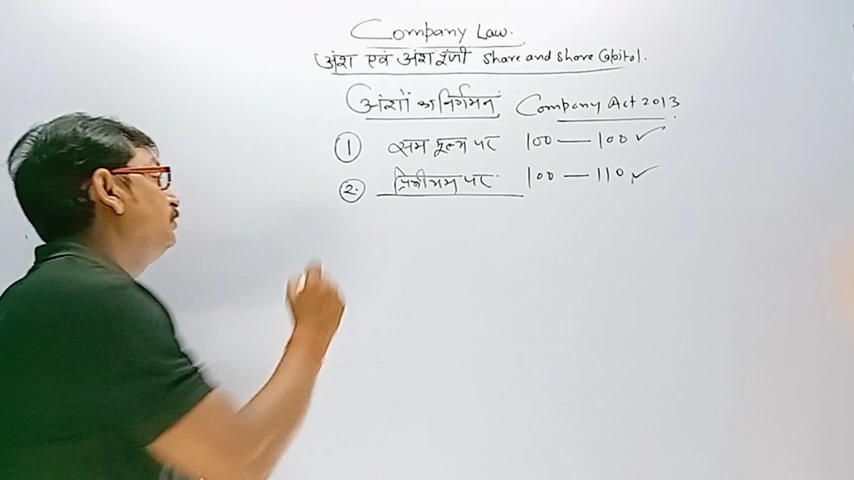 Company Law.
अंश एवं अंश पूंजी Share and Share Capital.
अंशों का निर्गमन Company Act 2013
① सम मूल्य पर 100 — 100 ✓
②. प्रिमीयम पर 100 — 110 ✓